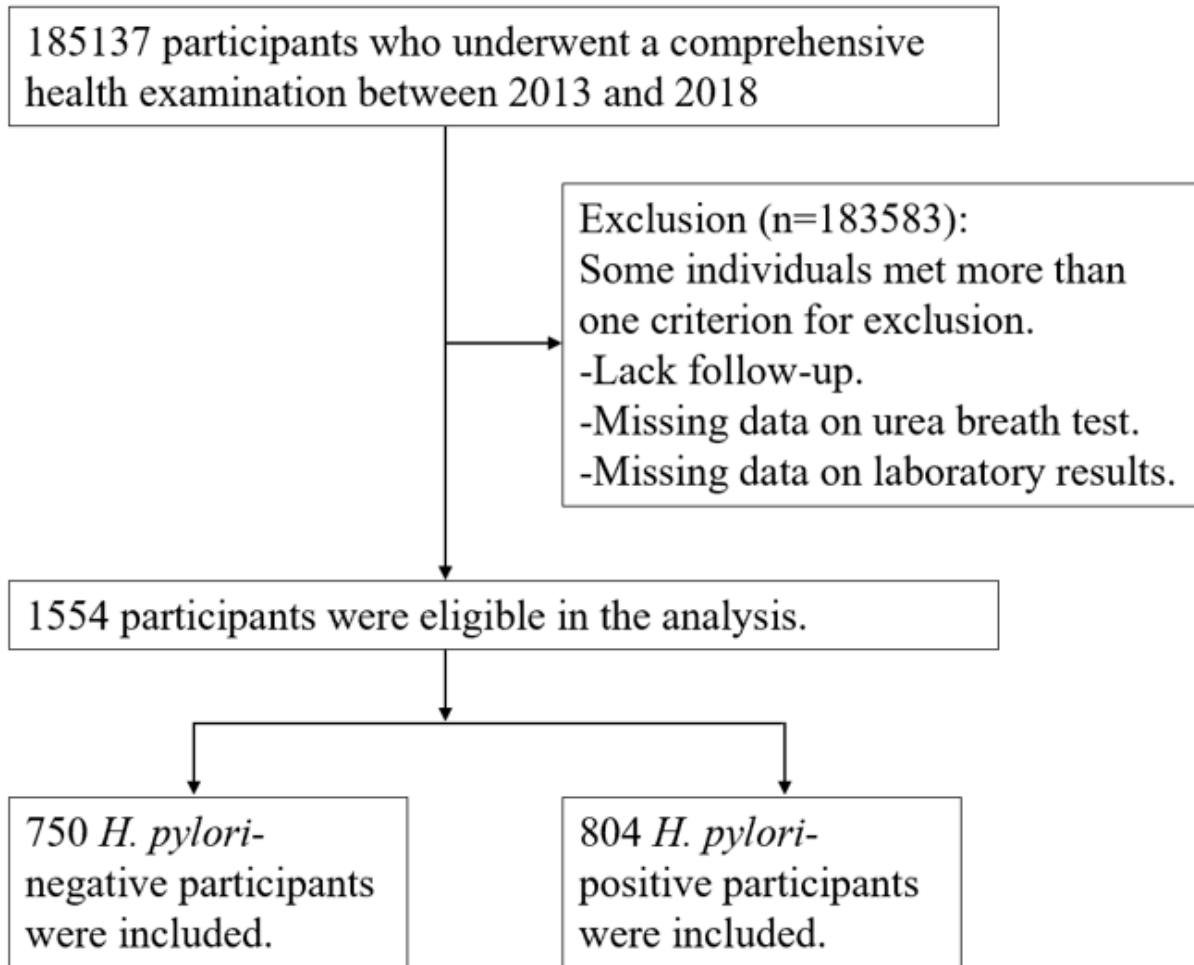 185137 participants who underwent a comprehensive
health examination between 2013 and 2018
Exclusion (n=183583):
Some individuals met more than
one criterion for exclusion.
-Lack follow-up.
-Missing data on urea breath test.
-Missing data on laboratory results.
1554 participants were eligible in the analysis.
750 H. pylori-
negative participants
were included.
804 H. pylori-
positive participants
were included.